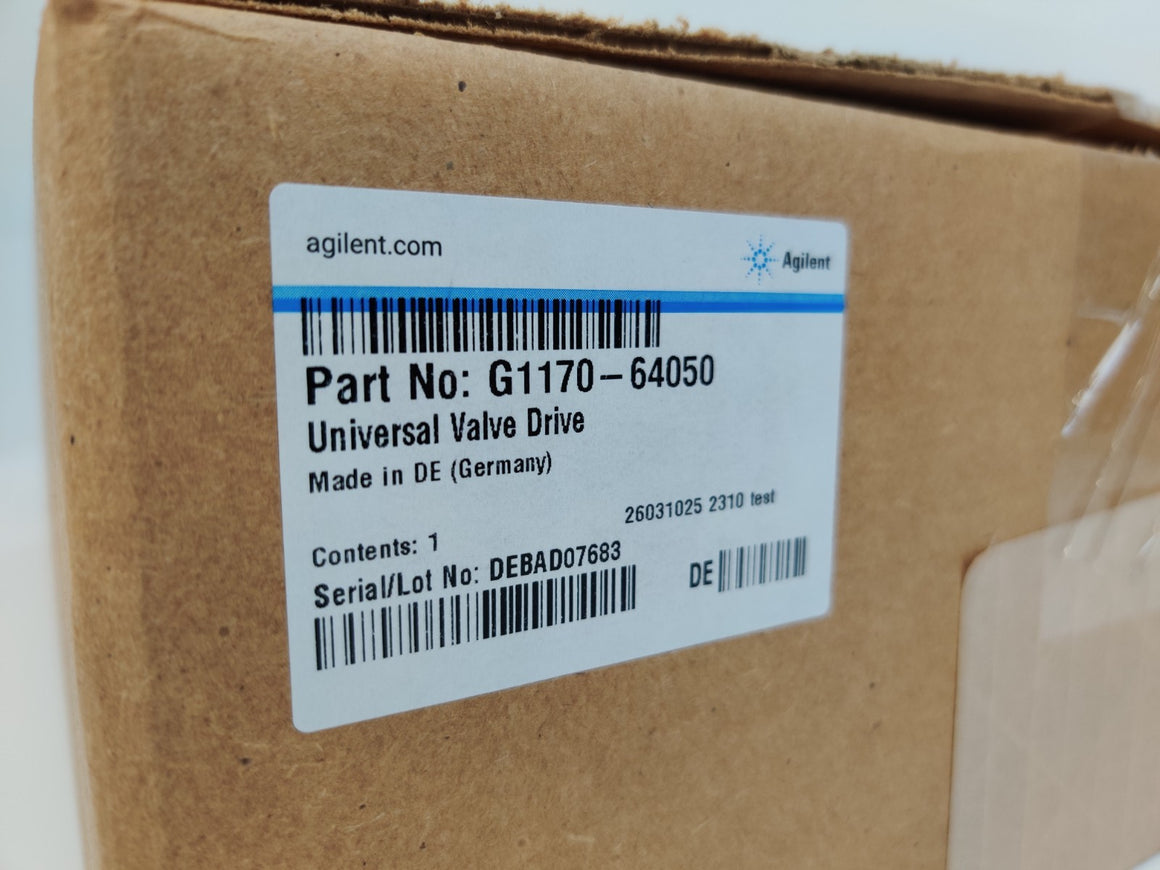 agilent.com
Agilent
Part No: G1170-64050
Universal Valve Drive
Made in DE (Germany)
26031025 2310 test
Contents: 1
Serial/Lot No: DEBAD07683
DE